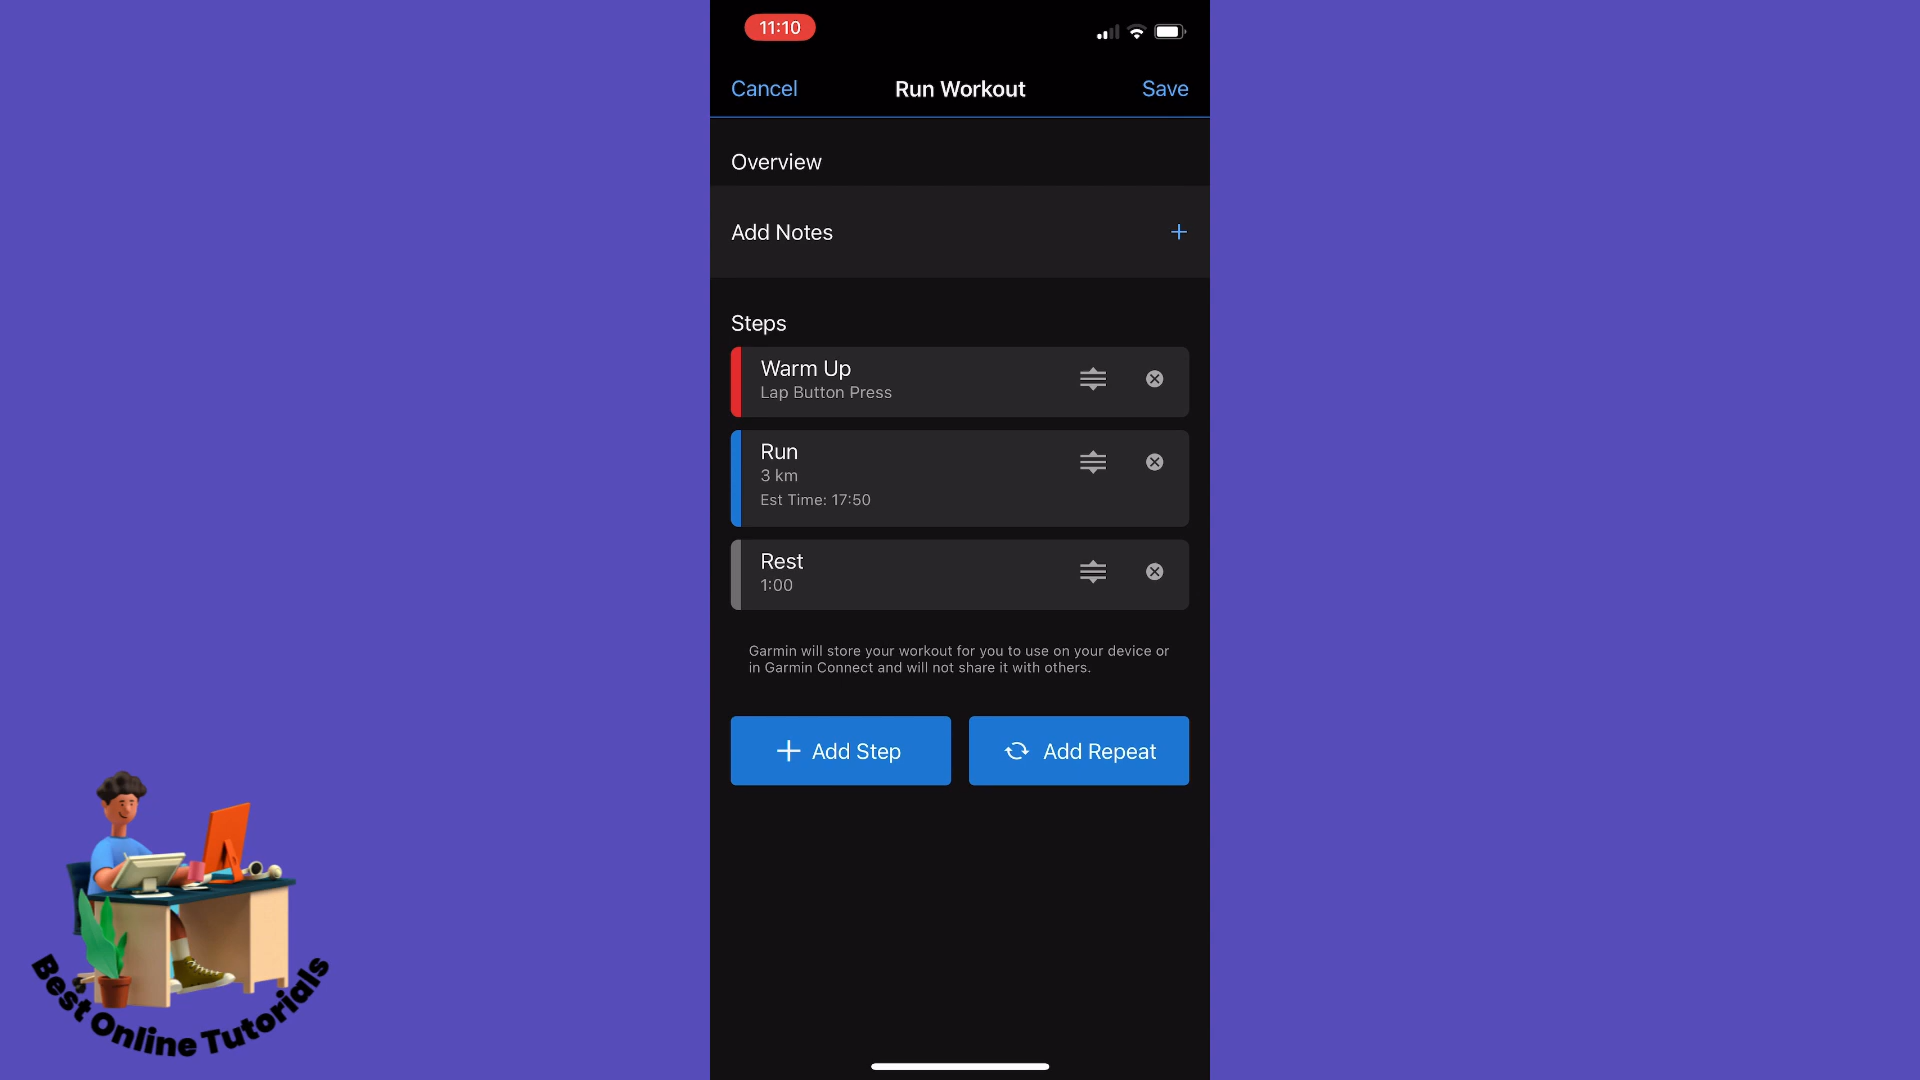 11:10
Cancel
Run Workout
Save
Overview
Add Notes
Steps
Warm Up
Lap Button Press
Run
3 km
Est Time: 17:50
Rest
1:00
Garmin will store your workout for you to use on your device or
in Garmin Connect and will not share it with others.
Add Step
Add Repeat
Best Online Tutorials